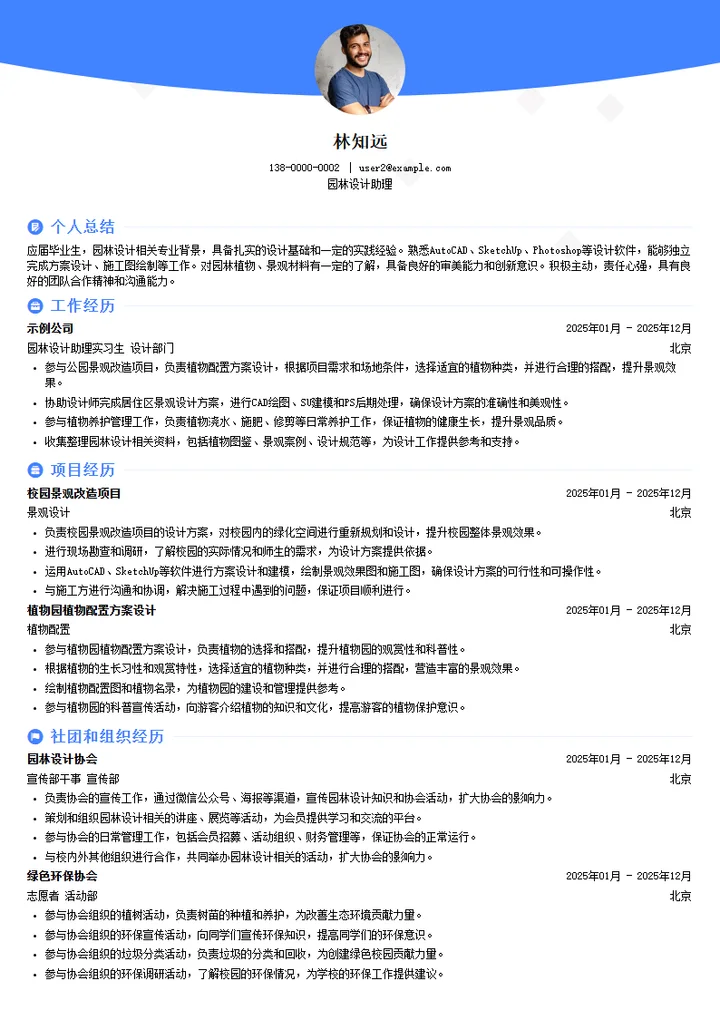 林知远
138-0000-0002 | user2@example.com
园林设计助理
个人总结
应届毕业生，园林设计相关专业背景，具备扎实的设计基础和一定的实践经验。熟悉AutoCAD、SketchUp、Photoshop等设计软件，能够独立
完成方案设计、施工图绘制等工作。对园林植物、景观材料有一定的了解，具备良好的审美能力和创新意识。积极主动，责任心强，具有良
好的团队合作精神和沟通能力。
工作经历
示例公司 2025年01月 - 2025年12月
园林设计助理实习生 设计部门 北京
• 参与公园景观改造项目，负责植物配置方案设计，根据项目需求和场地条件，选择适宜的植物种类，并进行合理的搭配，提升景观效
果。
• 协助设计师完成居住区景观设计方案，进行CAD绘图、SU建模和PS后期处理，确保设计方案的准确性和美观性。
• 参与植物养护管理工作，负责植物浇水、施肥、修剪等日常养护工作，保证植物的健康生长，提升景观品质。
• 收集整理园林设计相关资料，包括植物图鉴、景观案例、设计规范等，为设计工作提供参考和支持。
项目经历
校园景观改造项目 2025年01月 - 2025年12月
景观设计 北京
• 负责校园景观改造项目的设计方案，对校园内的绿化空间进行重新规划和设计，提升校园整体景观效果。
• 进行现场勘查和调研，了解校园的实际情况和师生的需求，为设计方案提供依据。
• 运用AutoCAD、SketchUp等软件进行方案设计和建模，绘制景观效果图和施工图，确保设计方案的可行性和可操作性。
• 与施工方进行沟通和协调，解决施工过程中遇到的问题，保证项目顺利进行。
植物园植物配置方案设计 2025年01月 - 2025年12月
植物配置 北京
• 参与植物园植物配置方案设计，负责植物的选择和搭配，提升植物园的观赏性和科普性。
• 根据植物的生长习性和观赏特性，选择适宜的植物种类，并进行合理的搭配，营造丰富的景观效果。
• 绘制植物配置图和植物名录，为植物园的建设和管理提供参考。
• 参与植物园的科普宣传活动，向游客介绍植物的知识和文化，提高游客的植物保护意识。
社团和组织经历
园林设计协会 2025年01月 - 2025年12月
宣传部干事 宣传部 北京
• 负责协会的宣传工作，通过微信公众号、海报等渠道，宣传园林设计知识和协会活动，扩大协会的影响力。
• 策划和组织园林设计相关的讲座、展览等活动，为会员提供学习和交流的平台。
• 参与协会的日常管理工作，包括会员招募、活动组织、财务管理等，保证协会的正常运行。
• 与校内外其他组织进行合作，共同举办园林设计相关的活动，扩大协会的影响力。
绿色环保协会 2025年01月 - 2025年12月
志愿者 活动部 北京
• 参与协会组织的植树活动，负责树苗的种植和养护，为改善生态环境贡献力量。
• 参与协会组织的环保宣传活动，向同学们宣传环保知识，提高同学们的环保意识。
• 参与协会组织的垃圾分类活动，负责垃圾的分类和回收，为创建绿色校园贡献力量。
• 参与协会组织的环保调研活动，了解校园的环保情况，为学校的环保工作提供建议。